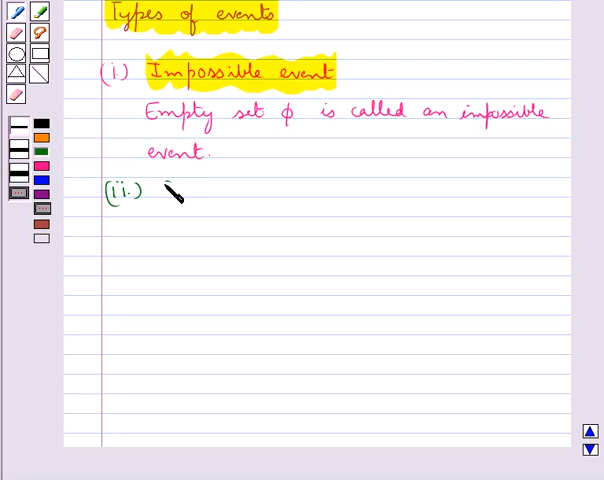 Types of events
(i.) Impossible event
Empty set ϕ is called an impossible
event.
(ii.)